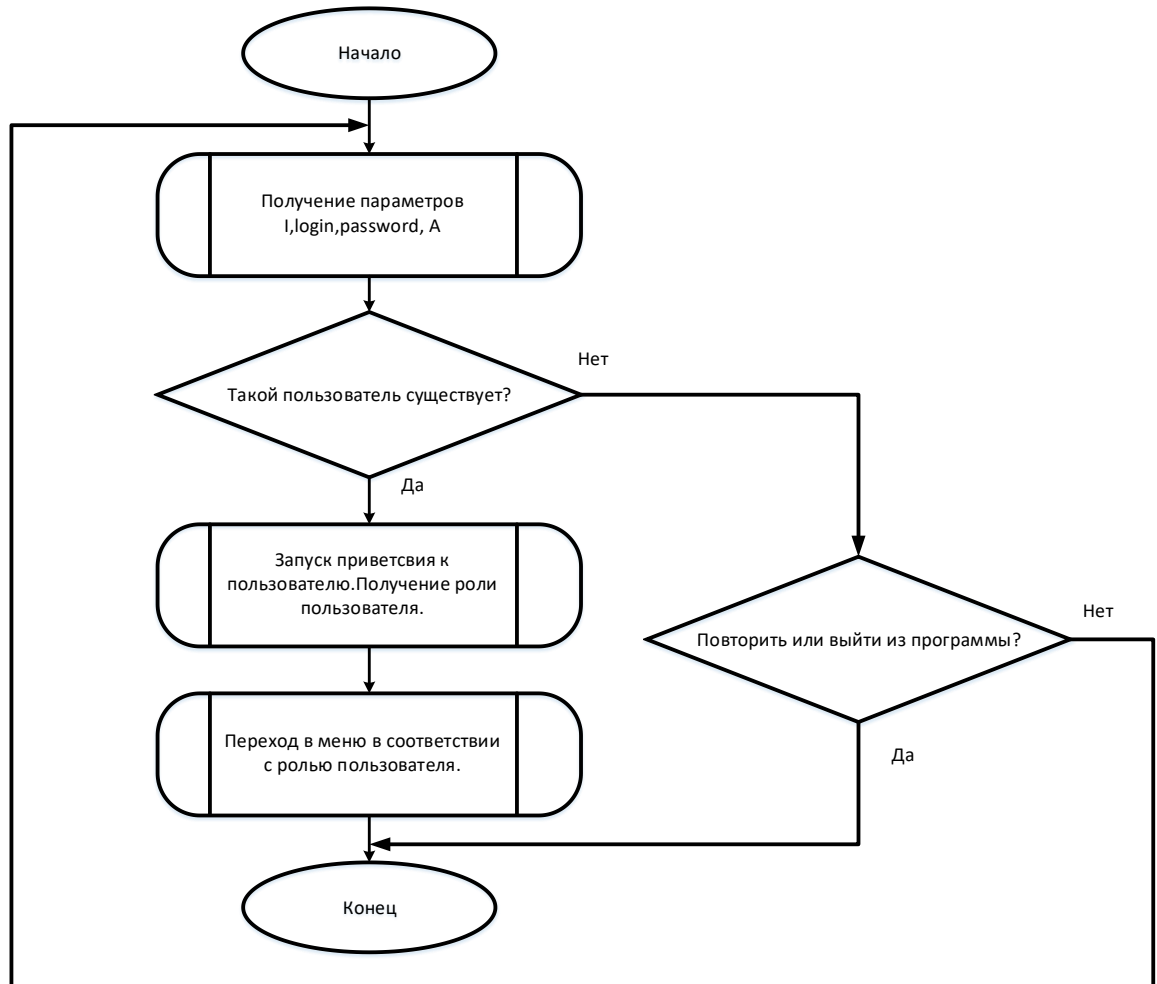 Начало
Получение параметров
I,login,password, A
Такой пользователь существует?
Нет
Да
Запуск приветсвия к
пользователю.Получение роли
пользователя.
Повторить или выйти из программы?
Нет
Да
Переход в меню в соответствии
с ролью пользователя.
Конец